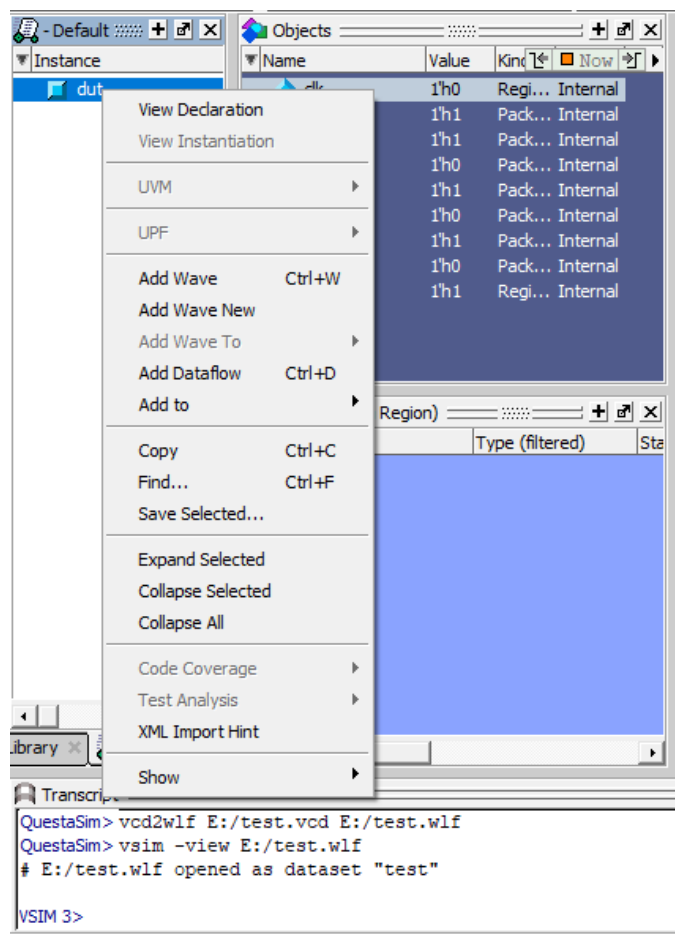 - Default
Objects
Instance
Name Value Kind Now
dut
clk 1'h0 Regi... Internal
1'h1 Pack... Internal
1'h1 Pack... Internal
1'h0 Pack... Internal
1'h1 Pack... Internal
1'h0 Pack... Internal
1'h1 Pack... Internal
1'h0 Pack... Internal
1'h1 Regi... Internal
View Declaration
View Instantiation
UVM
UPF
Add Wave Ctrl+W
Add Wave New
Add Wave To
Add Dataflow Ctrl+D
Add to
Copy Ctrl+C
Find... Ctrl+F
Save Selected...
Expand Selected
Collapse Selected
Collapse All
Code Coverage
Test Analysis
XML Import Hint
Show
Region)
Type (filtered) Sta
Library
Transcript
QuestaSim> vcd2wlf E:/test.vcd E:/test.wlf
QuestaSim> vsim -view E:/test.wlf
# E:/test.wlf opened as dataset "test"
VSIM 3>